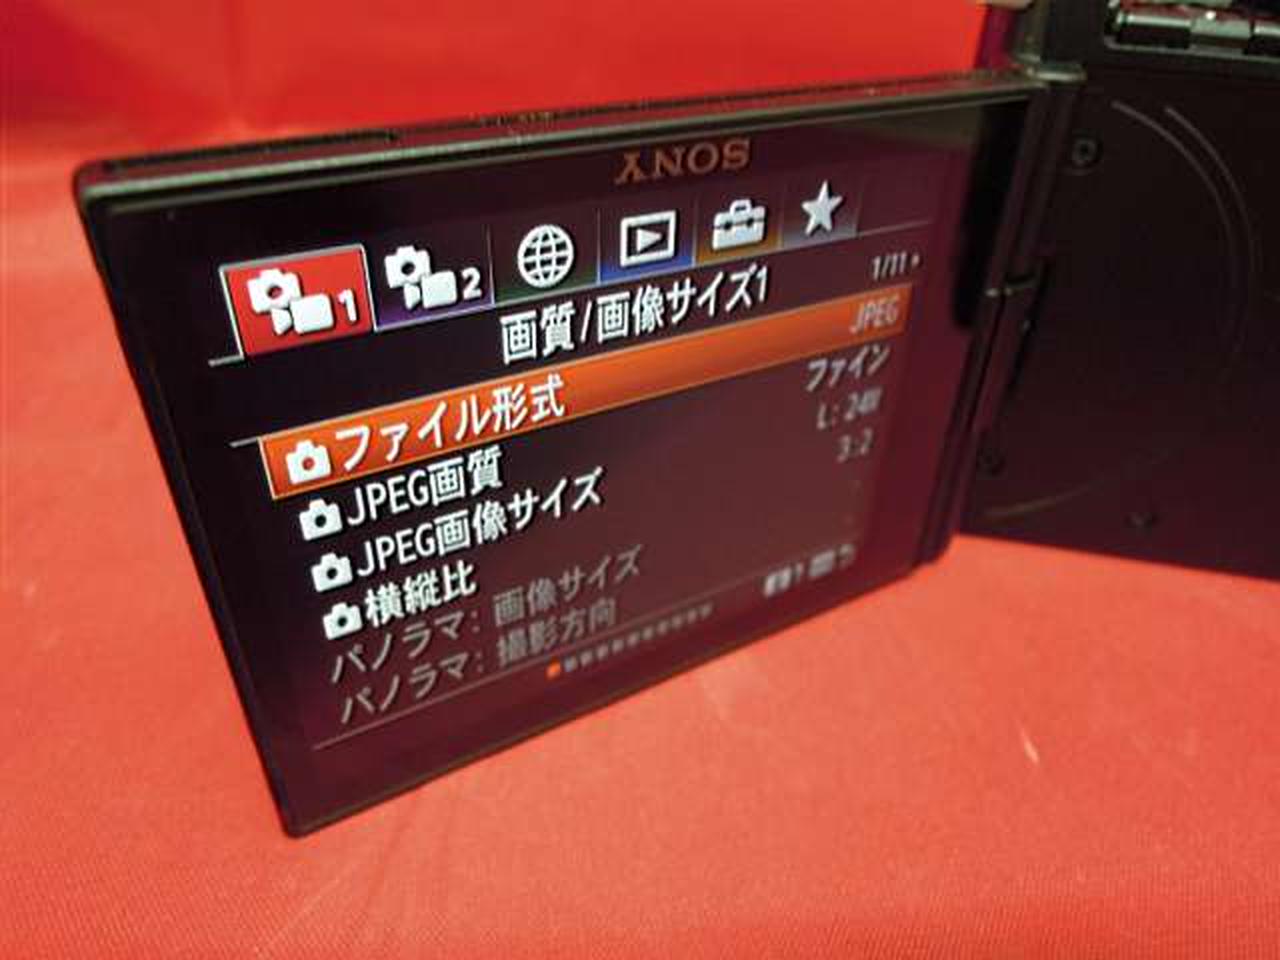 SONY
1 2
画質/画像サイズ1 1/11
ファイル形式 JPEG
JPEG画質 ファイン
JPEG画像サイズ L: 24M
横縦比 3:2
パノラマ: 画像サイズ
パノラマ: 撮影方向